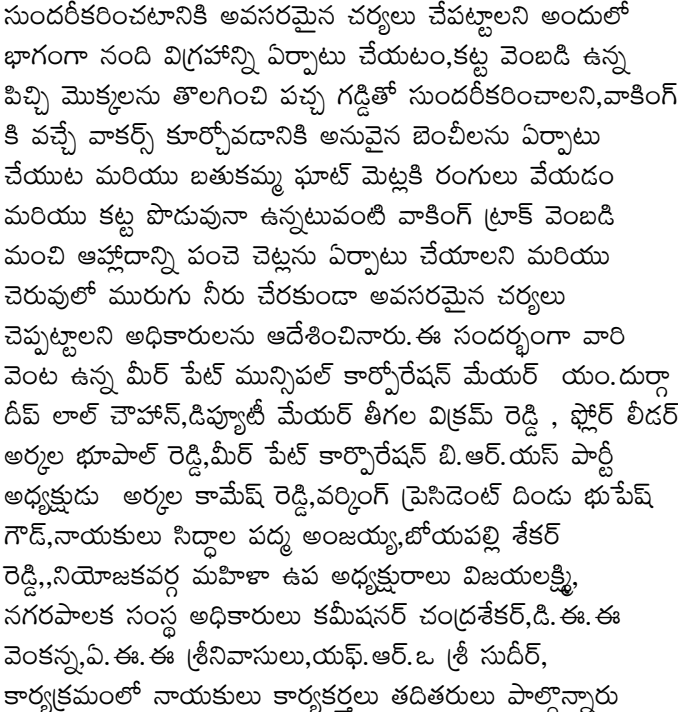 సుందరీకరించటానికి అవసరమైన చర్యలు చేపట్టాలని అందులో
భాగంగా నంది విగ్రహాన్ని ఏర్పాటు చేయటం,కట్ట వెంబడి ఉన్న
పిచ్చి మొక్కలను తొలగించి పచ్చ గడ్డితో సుందరీకరించాలని,వాకింగ్
కి వచ్చే వాకర్స్ కూర్చోవడానికి అనువైన బెంచీలను ఏర్పాటు
చేయుట మరియు బతుకమ్మ ఘాట్ మెట్లకి రంగులు వేయడం
మరియు కట్ట పొడువునా ఉన్నటువంటి వాకింగ్ ట్రాక్ వెంబడి
మంచి ఆహ్లాదాన్ని పంచె చెట్లను ఏర్పాటు చేయాలని మరియు
చెరువులో మురుగు నీరు చేరకుండా అవసరమైన చర్యలు
చెప్పట్టాలని అధికారులను ఆదేశించినారు.ఈ సందర్భంగా వారి
వెంట ఉన్న మీర్ పేట్ మున్సిపల్ కార్పోరేషన్ మేయర్  యం.దుర్గా
దీప్ లాల్ చౌహాన్,డిప్యూటీ మేయర్ తీగల విక్రమ్ రెడ్డి , ఫ్లోర్ లీడర్
అర్కల భూపాల్ రెడ్డి,మీర్ పేట్ కార్పొరేషన్ బి.ఆర్.యస్ పార్టీ
అధ్యక్షుడు  అర్కల కామేష్ రెడ్డి,వర్కింగ్ ప్రెసిడెంట్ దిండు భుపేష్
గౌడ్,నాయకులు సిద్ధాల పద్మ అంజయ్య,బోయపల్లి శేకర్
రెడ్డి,,నియోజకవర్గ మహిళా ఉప అధ్యక్షురాలు విజయలక్ష్మి,
నగరపాలక సంస్థ అధికారులు కమీషనర్ చంద్రశేకర్,డి.ఈ.ఈ
వెంకన్న,ఏ.ఈ.ఈ శ్రీనివాసులు,యఫ్.ఆర్.ఒ శ్రీ సుదీర్,
కార్యక్రమంలో నాయకులు కార్యకర్తలు తదితరులు పాల్గొన్నారు